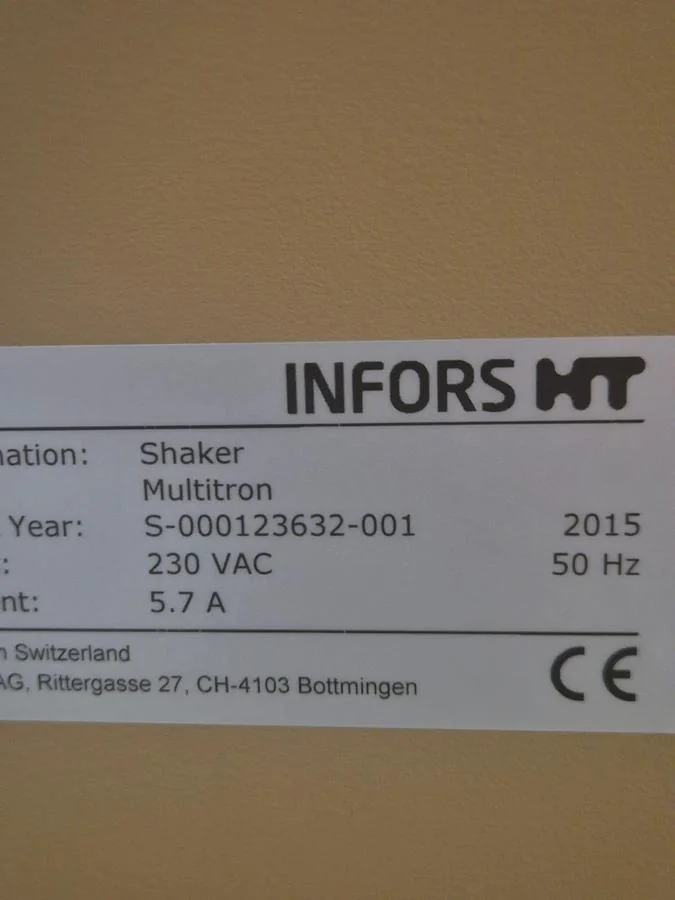 INFORS HT
nation: Shaker
Multitron
Year: S-000123632-001 2015
: 230 VAC 50 Hz
nt: 5.7 A
n Switzerland
AG, Rittergasse 27, CH-4103 Bottmingen
CE